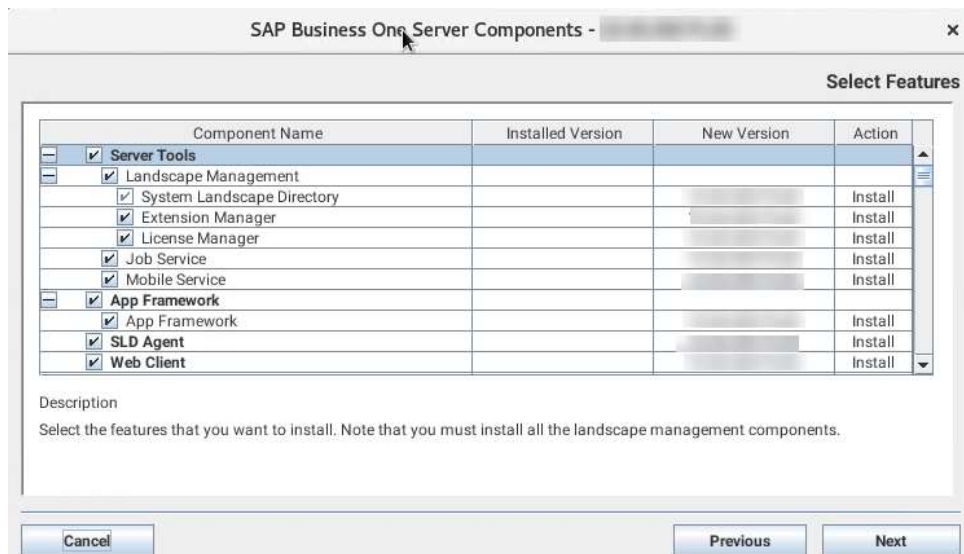 SAP Business One Server Components -
Select Features
Component Name Installed Version New Version Action
Server Tools
Landscape Management
System Landscape Directory Install
Extension Manager Install
License Manager Install
Job Service Install
Mobile Service Install
App Framework
App Framework Install
SLD Agent Install
Web Client Install
Description
Select the features that you want to install. Note that you must install all the landscape management components.
Cancel Previous Next